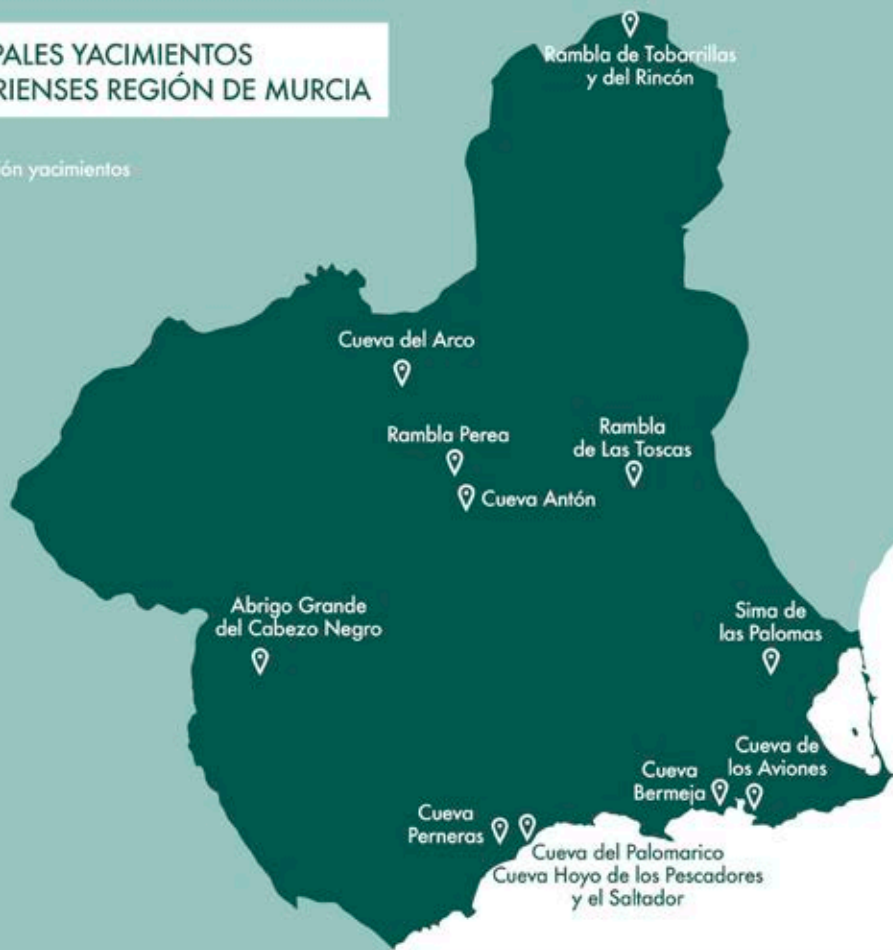 PALES YACIMIENTOS
RIENSES REGIÓN DE MURCIA
ón yacimientos
Rambla de Tobarrillas
y del Rincón
Cueva del Arco
Rambla Perea
Rambla
de Las Toscas
Cueva Antón
Abrigo Grande
del Cabezo Negro
Sima de
las Palomas
Cueva de
los Aviones
Cueva
Bermeja
Cueva
Perneras
Cueva del Palomarico
Cueva Hoyo de los Pescadores
y el Saltador